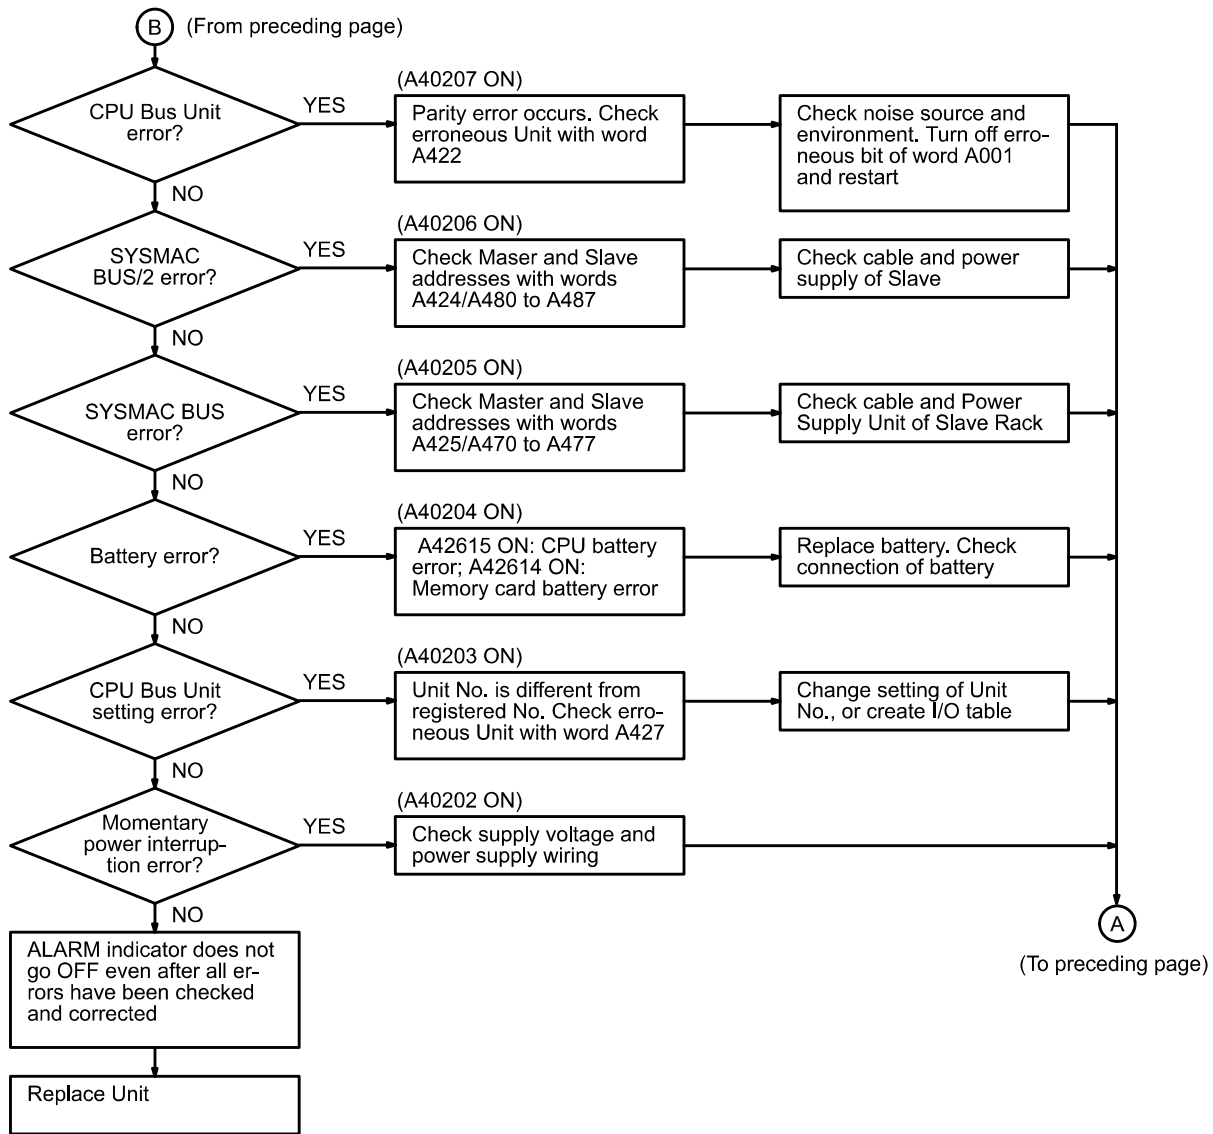 B (From preceding page)
CPU Bus Unit
error?
YES
(A40207 ON)
Parity error occurs. Check
erroneous Unit with word
A422
Check noise source and
environment. Turn off erro-
neous bit of word A001
and restart
NO
SYSMAC
BUS/2 error?
YES
(A40206 ON)
Check Maser and Slave
addresses with words
A424/A480 to A487
Check cable and power
supply of Slave
NO
SYSMAC BUS
error?
YES
(A40205 ON)
Check Master and Slave
addresses with words
A425/A470 to A477
Check cable and Power
Supply Unit of Slave Rack
NO
Battery error?
YES
(A40204 ON)
A42615 ON: CPU battery
error; A42614 ON:
Memory card battery error
Replace battery. Check
connection of battery
NO
CPU Bus Unit
setting error?
YES
(A40203 ON)
Unit No. is different from
registered No. Check erro-
neous Unit with word A427
Change setting of Unit
No., or create I/O table
NO
Momentary
power interrup-
tion error?
YES
(A40202 ON)
Check supply voltage and
power supply wiring
NO
A
(To preceding page)
ALARM indicator does not
go OFF even after all er-
rors have been checked
and corrected
Replace Unit